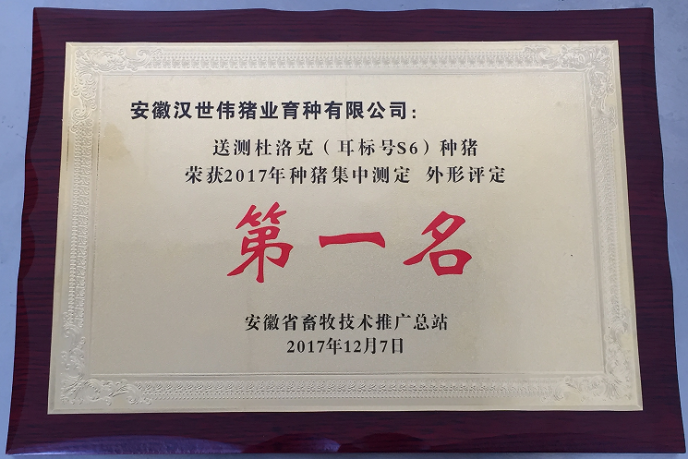 安徽汉世伟猪业育种有限公司：
送测杜洛克（耳标号S6）种猪
荣获2017年种猪集中测定 外形评定
第一名
安徽省畜牧技术推广总站
2017年12月7日